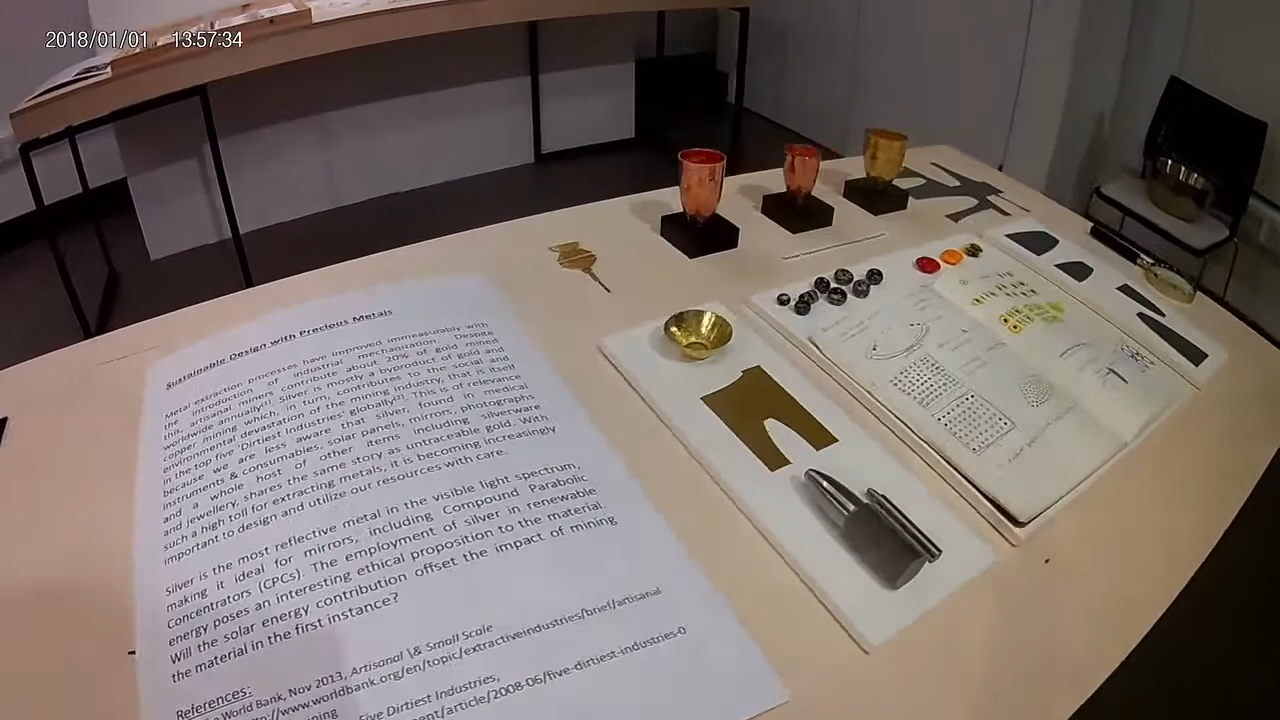 2018/01/01 13:57:34
Sustainable Design with Precious Metals
Metal extraction processes have improved immeasurably with
the introduction of industrial mechanisation. Despite
this, artisanal miners contribute about 20% of gold mined
worldwide annually. Silver is mostly a byproduct of gold and
copper mining which, in turn, contributes to the social and
environmental devastation of the mining industry, that is itself
in the top five 'Dirtiest Industries' globally. This is of relevance
because we are less aware that silver, found in medical
instruments & consumables, solar panels, mirrors, photographs
and a whole host of other items including silverware
and jewellery, shares the same story as untraceable gold. With
such a high toll for extracting metals, it is becoming increasingly
important to design and utilize our resources with care.
Silver is the most reflective metal in the visible light spectrum,
making it ideal for mirrors, including Compound Parabolic
Concentrators (CPCs). The employment of silver in renewable
energy poses an interesting ethical proposition to the material.
Will the solar energy contribution offset the impact of mining
the material in the first instance?
References:
World Bank, Nov 2013, Artisanal \& Small Scale
http://www.worldbank.org/en/topic/extractiveindustries/brief/artisanal
mining
Five Dirtiest Industries,
/article/2008-06/five-dirtiest-industries-0